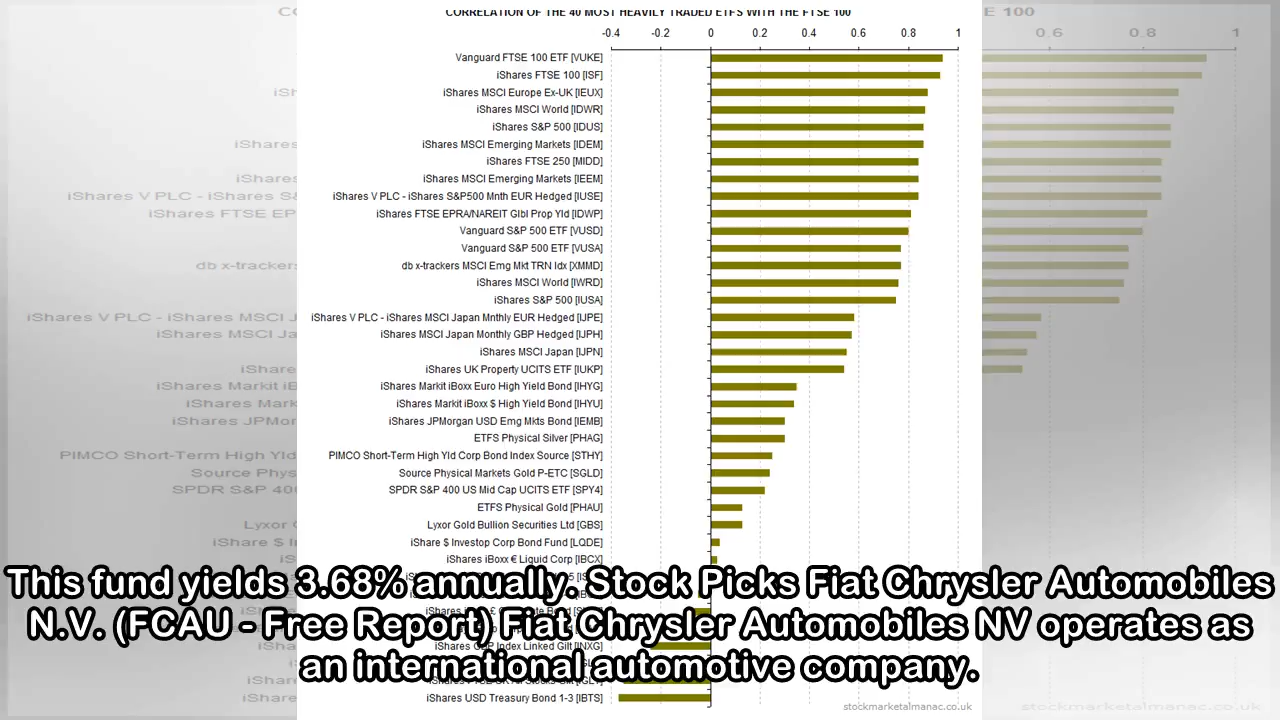 CORRELATION OF THE 40 MOST HEAVILY TRADED ETFS WITH THE FTSE 100
-0.4 -0.2 0 0.2 0.4 0.6 0.8 1
Vanguard FTSE 100 ETF [VUKE]
iShares FTSE 100 [ISF]
iShares MSCI Europe Ex-UK [IEUX]
iShares MSCI World [IDWR]
iShares S&P 500 [IDUS]
iShares MSCI Emerging Markets [IDEM]
iShares FTSE 250 [MIDD]
iShares MSCI Emerging Markets [IEEM]
iShares V PLC - iShares S&P500 Mnth EUR Hedged [IUSE]
iShares FTSE EPRA/NAREIT Glbl Prop Yld [IDWP]
Vanguard S&P 500 ETF [VUSD]
Vanguard S&P 500 ETF [VUSA]
db x-trackers MSCI Emg Mkt TRN Idx [XMMD]
iShares MSCI World [IWRD]
iShares S&P 500 [IUSA]
iShares V PLC - iShares MSCI Japan Mnthly EUR Hedged [IJPE]
iShares MSCI Japan Monthly GBP Hedged [IJPH]
iShares MSCI Japan [IJPN]
iShares UK Property UCITS ETF [IUKP]
iShares Markit iBoxx Euro High Yield Bond [IHYG]
iShares Markit iBoxx $ High Yield Bond [IHYU]
iShares JPMorgan USD Emg Mkts Bond [IEMB]
ETFS Physical Silver [PHAG]
PIMCO Short-Term High Yld Corp Bond Index Source [STHY]
Source Physical Markets Gold P-ETC [SGLD]
SPDR S&P 400 US Mid Cap UCITS ETF [SPY4]
ETFS Physical Gold [PHAU]
Lyxor Gold Bullion Securities Ltd [GBS]
iShare $ Investop Corp Bond Fund [LQDE]
iShares iBoxx € Liquid Corp [IBCX]
This fund yields 3.68% annually. Stock Picks Fiat Chrysler Automobiles
N.V. (FCAU - Free Report) Fiat Chrysler Automobiles NV operates as
iShares GBP Index Linked Gilt [INXG]
an international automotive company.
iShares USD Treasury Bond 1-3 [IBTS]
stockmarketalmanac.co.uk